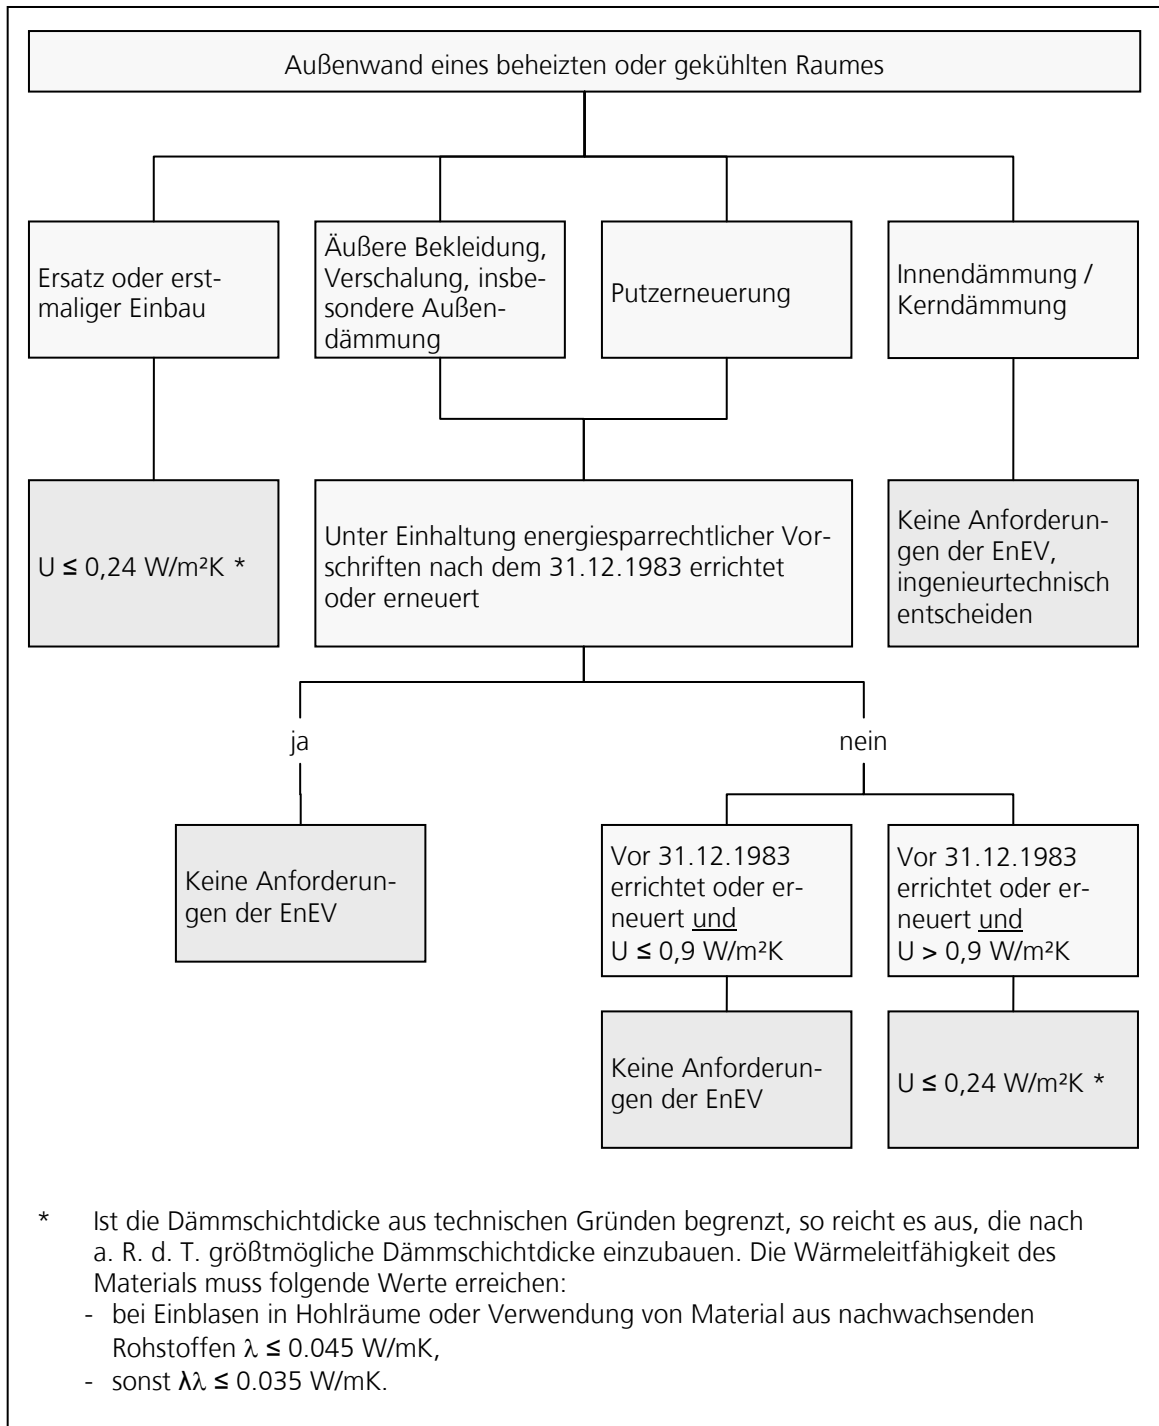 Außenwand eines beheizten oder gekühlten Raumes
Ersatz oder erst-
maliger Einbau
Äußere Bekleidung,
Verschalung, insbe-
sondere Außen-
dämmung
Putzerneuerung
Innendämmung /
Kerndämmung
U ≤ 0,24 W/m²K *
Unter Einhaltung energiesparrechtlicher Vor-
schriften nach dem 31.12.1983 errichtet
oder erneuert
Keine Anforderun-
gen der EnEV,
ingenieurtechnisch
entscheiden
ja
nein
Keine Anforderun-
gen der EnEV
Vor 31.12.1983
errichtet oder er-
neuert und
U ≤ 0,9 W/m²K
Vor 31.12.1983
errichtet oder er-
neuert und
U > 0,9 W/m²K
Keine Anforderun-
gen der EnEV
U ≤ 0,24 W/m²K *
* Ist die Dämmschichtdicke aus technischen Gründen begrenzt, so reicht es aus, die nach
a. R. d. T. größtmögliche Dämmschichtdicke einzubauen. Die Wärmeleitfähigkeit des
Materials muss folgende Werte erreichen:
- bei Einblasen in Hohlräume oder Verwendung von Material aus nachwachsenden
Rohstoffen λ ≤ 0.045 W/mK,
- sonst λλ ≤ 0.035 W/mK.